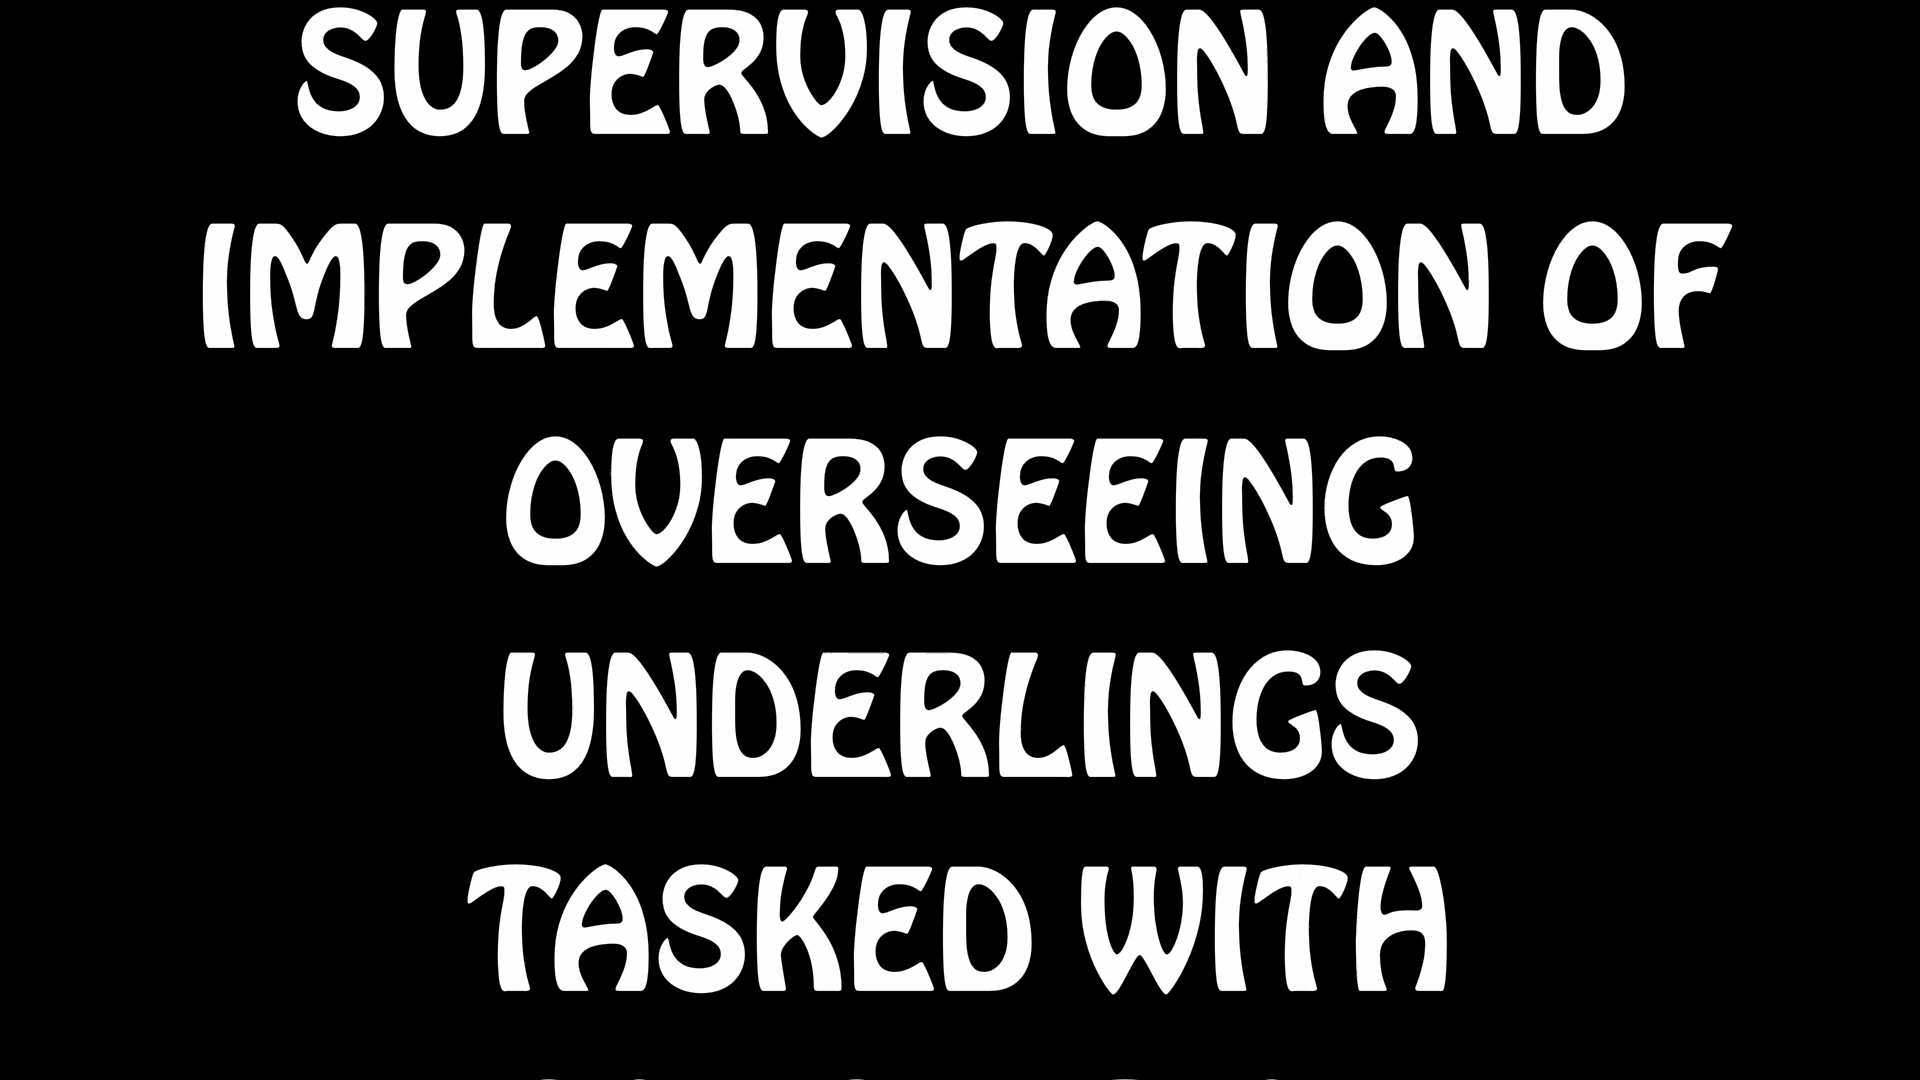 SUPERVISION AND
IMPLEMENTATION OF
OVERSEEING
UNDERLINGS
TASKED WITH